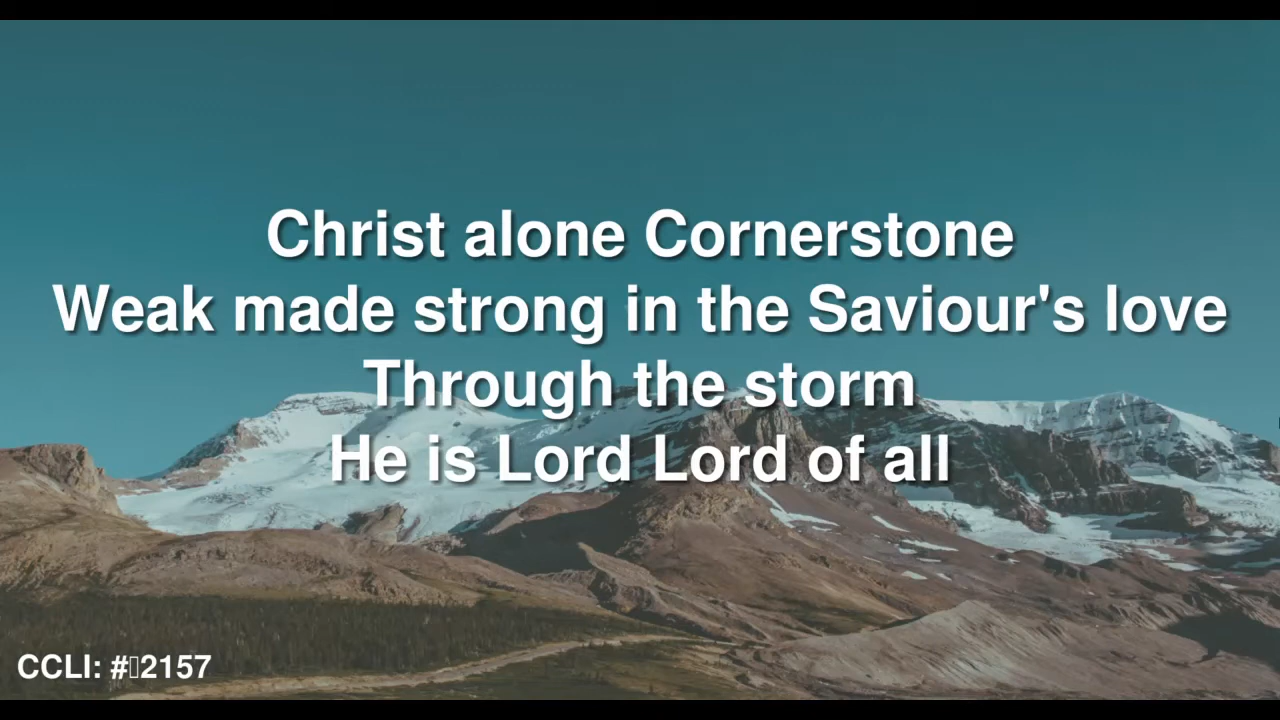 Christ alone Cornerstone
Weak made strong in the Saviour's love
Through the storm
He is Lord Lord of all
CCLI: #▯2157